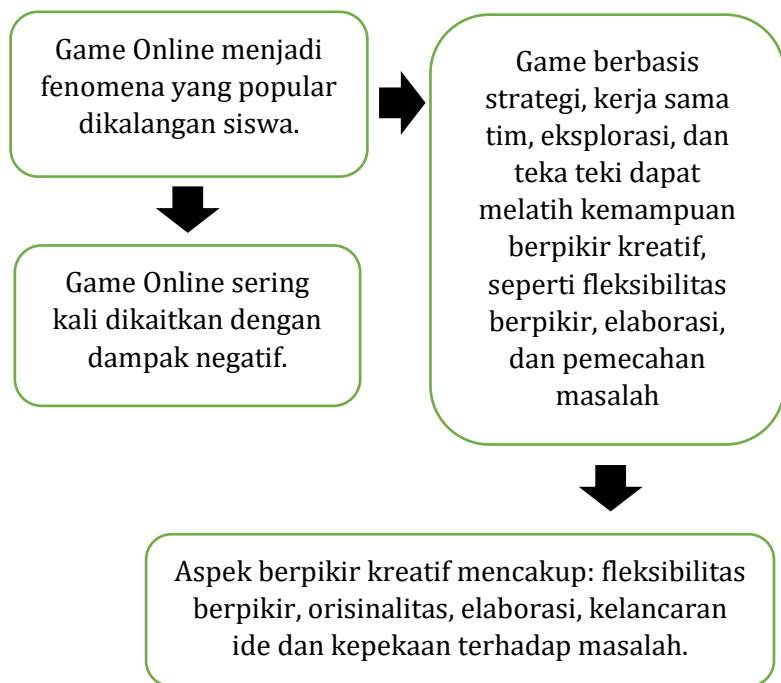 Game Online menjadi
fenomena yang popular
dikalangan siswa.
Game Online sering
kali dikaitkan dengan
dampak negatif.
Game berbasis
strategi, kerja sama
tim, eksplorasi, dan
teka teki dapat
melatih kemampuan
berpikir kreatif,
seperti fleksibilitas
berpikir, elaborasi,
dan pemecahan
masalah
Aspek berpikir kreatif mencakup: fleksibilitas
berpikir, orisinalitas, elaborasi, kelancaran
ide dan kepekaan terhadap masalah.